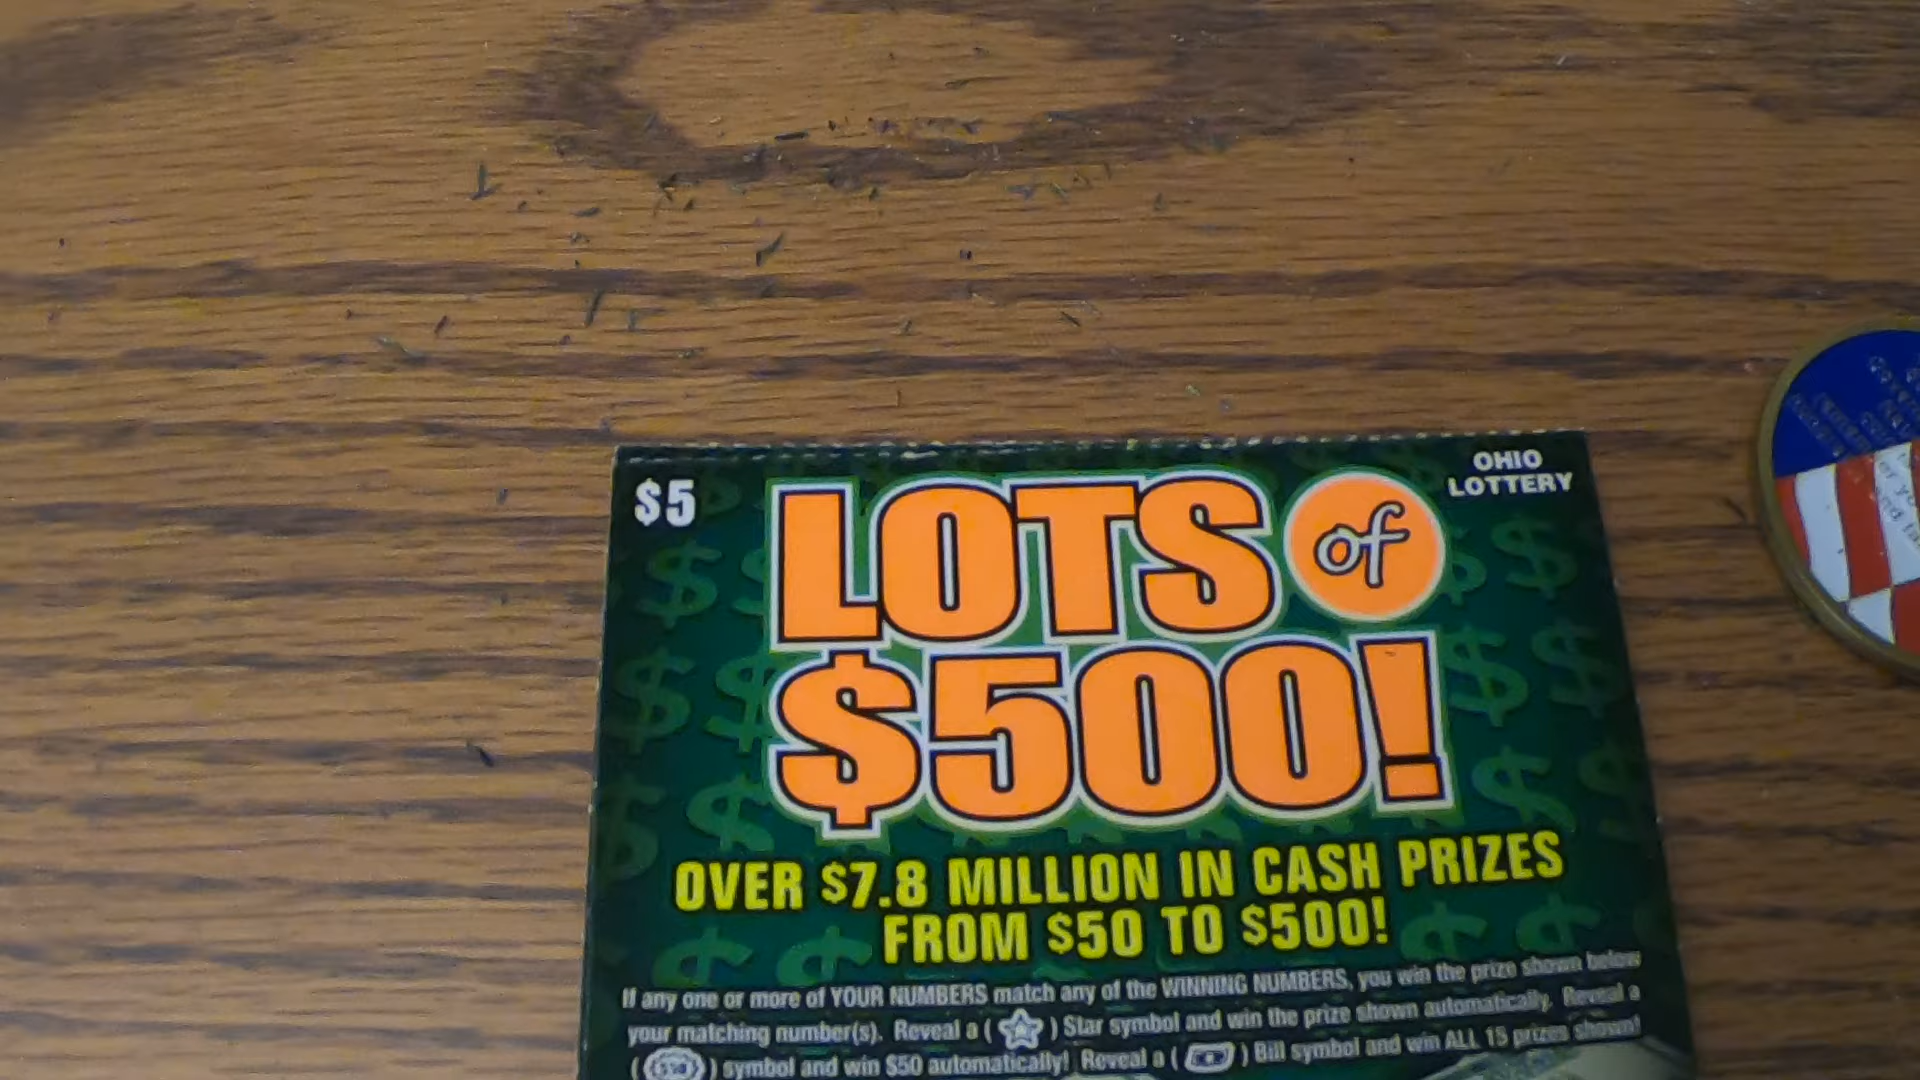 $5
OHIO
LOTTERY
LOTS of
$500!
OVER $7.8 MILLION IN CASH PRIZES
FROM $50 TO $500!
If any one or more of YOUR NUMBERS match any of the WINNING NUMBERS, you win the prize shown below
your matching number(s). Reveal a ( ) Star symbol and win the prize shown automatically. Reveal a
( $50 ) symbol and win $50 automatically! Reveal a ( ) Bill symbol and win ALL 15 prizes shown!